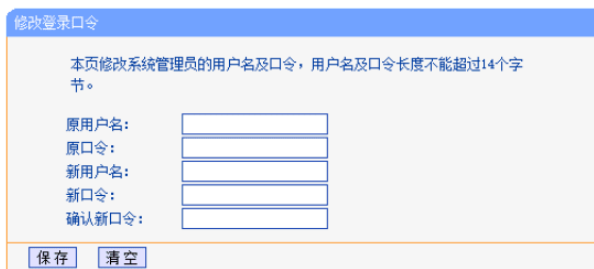 修改登录口令
本页修改系统管理员的用户名及口令，用户名及口令长度不能超过14个字
节。
原用户名:
原口令:
新用户名:
新口令:
确认新口令:
保存 清空